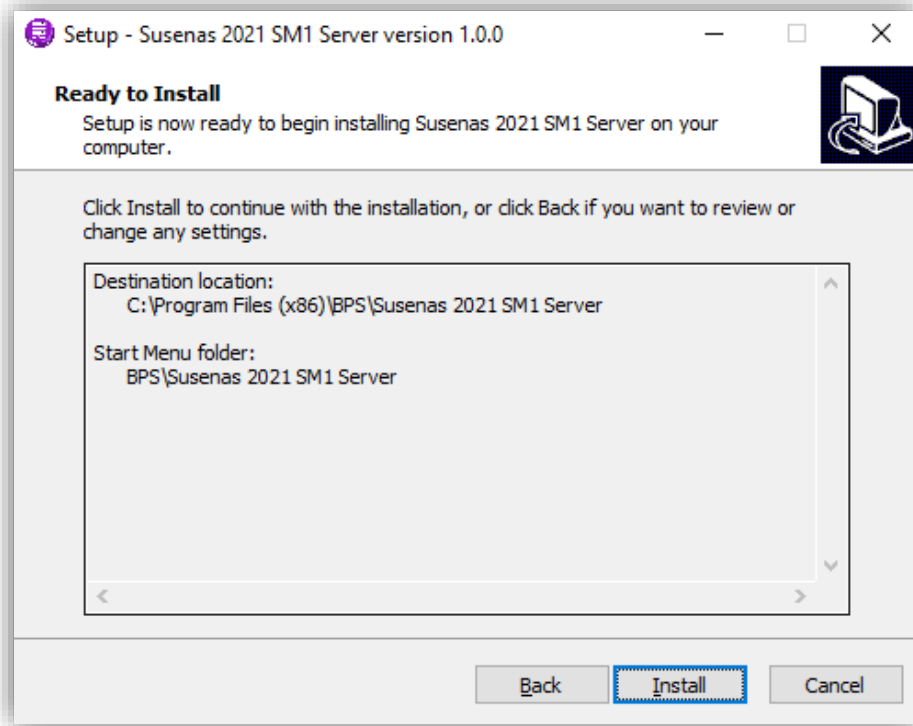 Setup - Susenas 2021 SM1 Server version 1.0.0
Ready to Install
Setup is now ready to begin installing Susenas 2021 SM1 Server on your
computer.
Click Install to continue with the installation, or click Back if you want to review or
change any settings.
Destination location:
C:\Program Files (x86)\BPS\Susenas 2021 SM1 Server
Start Menu folder:
BPS\Susenas 2021 SM1 Server
Back Install Cancel